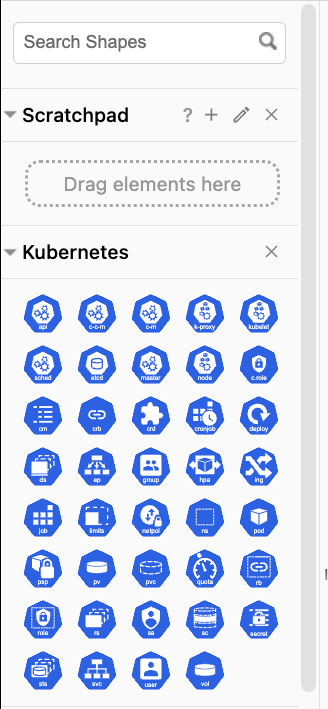 Search Shapes
Scratchpad ? +
Drag elements here
Kubernetes
api c-c-m c-m k-proxy kubelet
sched etcd master node c.role
cm crb crd cronjob deploy
ds ep group hpa ing
job limits netpol ns pod
psp pv pvc quota rb
role rs sa sc secret
sts svc user vol